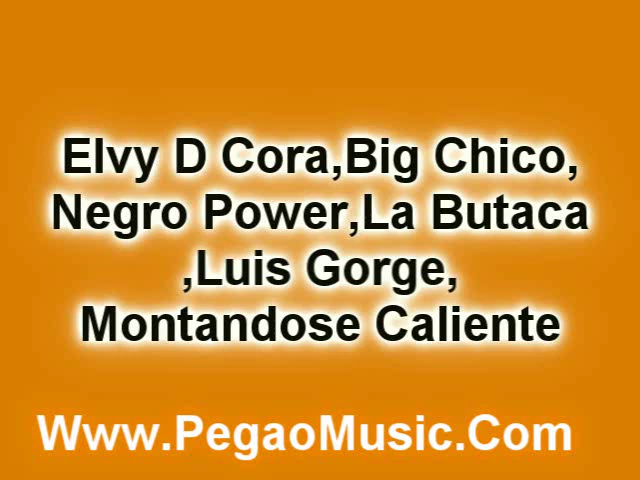 Elvy D Cora,Big Chico,
Negro Power,La Butaca
,Luis Gorge,
Montandose Caliente
Www.PegaoMusic.Com